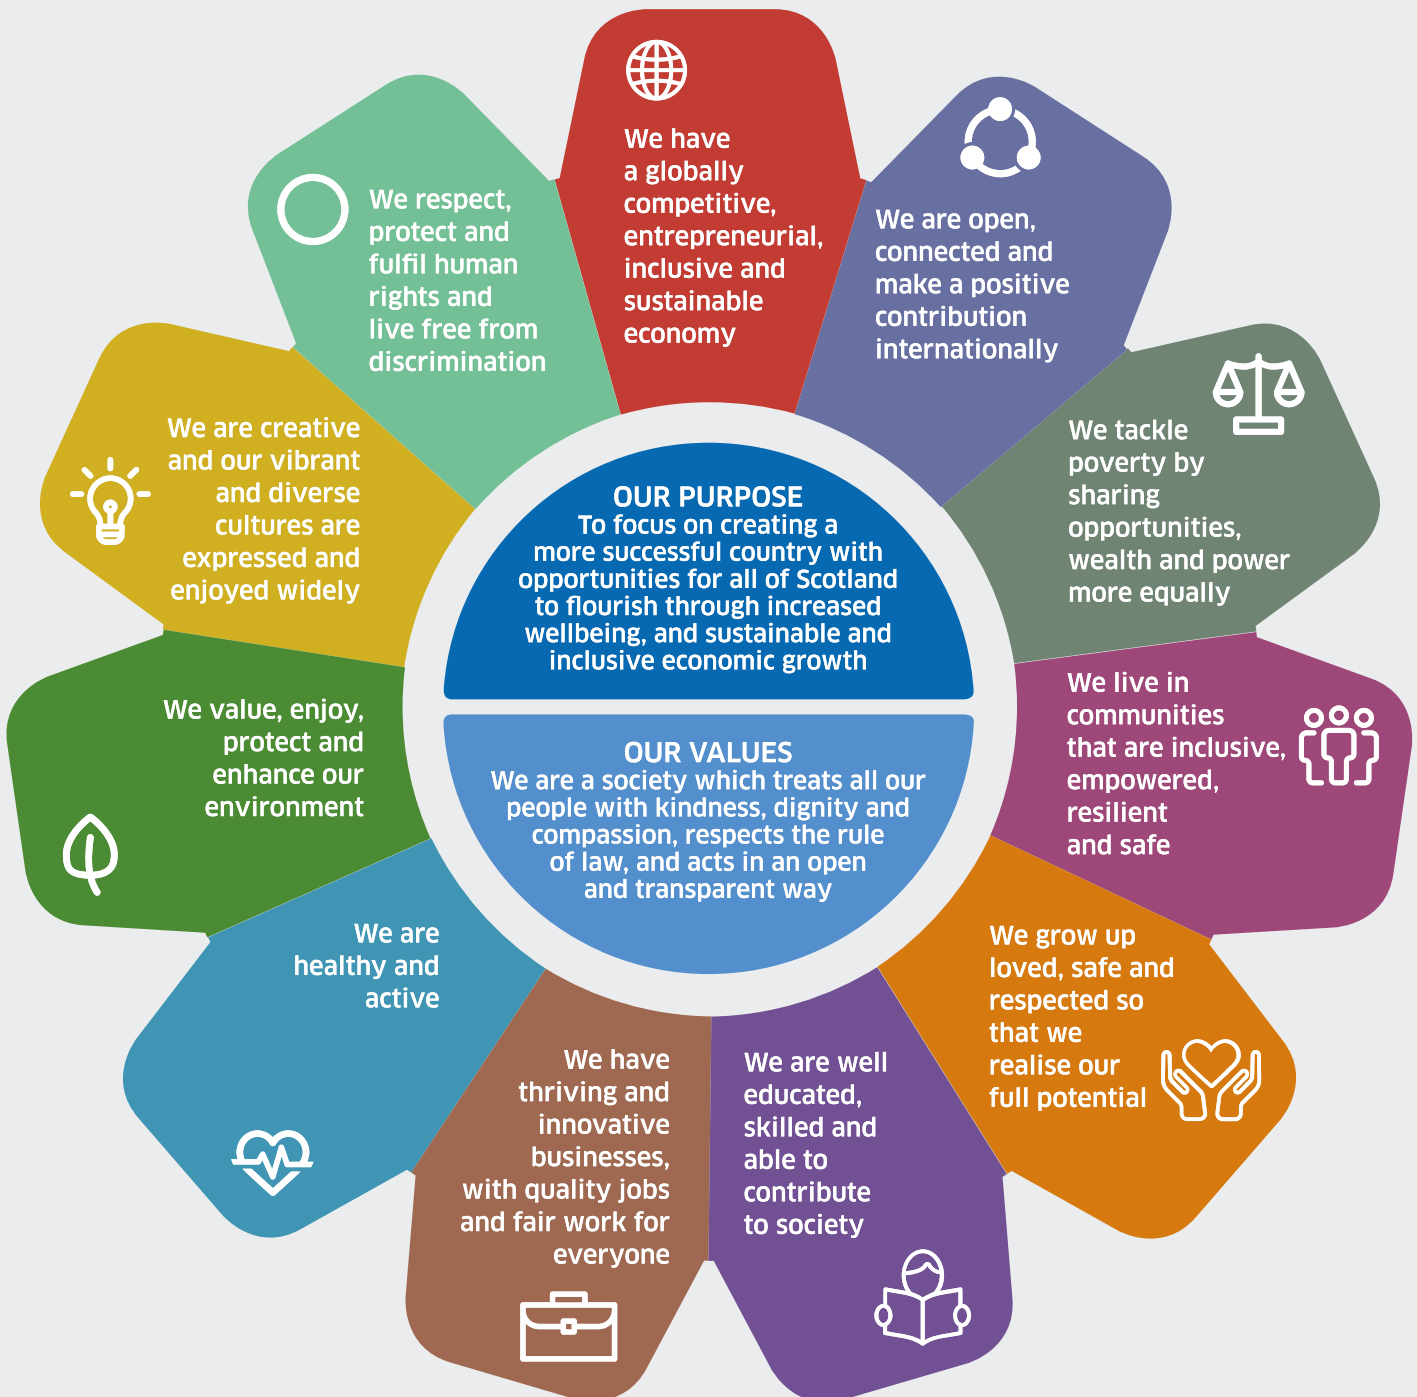 We have
a globally
competitive,
entrepreneurial,
inclusive and
sustainable
economy
We are open,
connected and
make a positive
contribution
internationally
We tackle
poverty by
sharing
opportunities,
wealth and power
more equally
We live in
communities
that are inclusive,
empowered,
resilient
and safe
We grow up
loved, safe and
respected so
that we
realise our
full potential
We are well
educated,
skilled and
able to
contribute
to society
We have
thriving and
innovative
businesses,
with quality jobs
and fair work for
everyone
We are
healthy and
active
We value, enjoy,
protect and
enhance our
environment
We are creative
and our vibrant
and diverse
cultures are
expressed and
enjoyed widely
We respect,
protect and
fulfil human
rights and
live free from
discrimination
OUR PURPOSE
To focus on creating a
more successful country with
opportunities for all of Scotland
to flourish through increased
wellbeing, and sustainable and
inclusive economic growth
OUR VALUES
We are a society which treats all our
people with kindness, dignity and
compassion, respects the rule
of law, and acts in an open
and transparent way